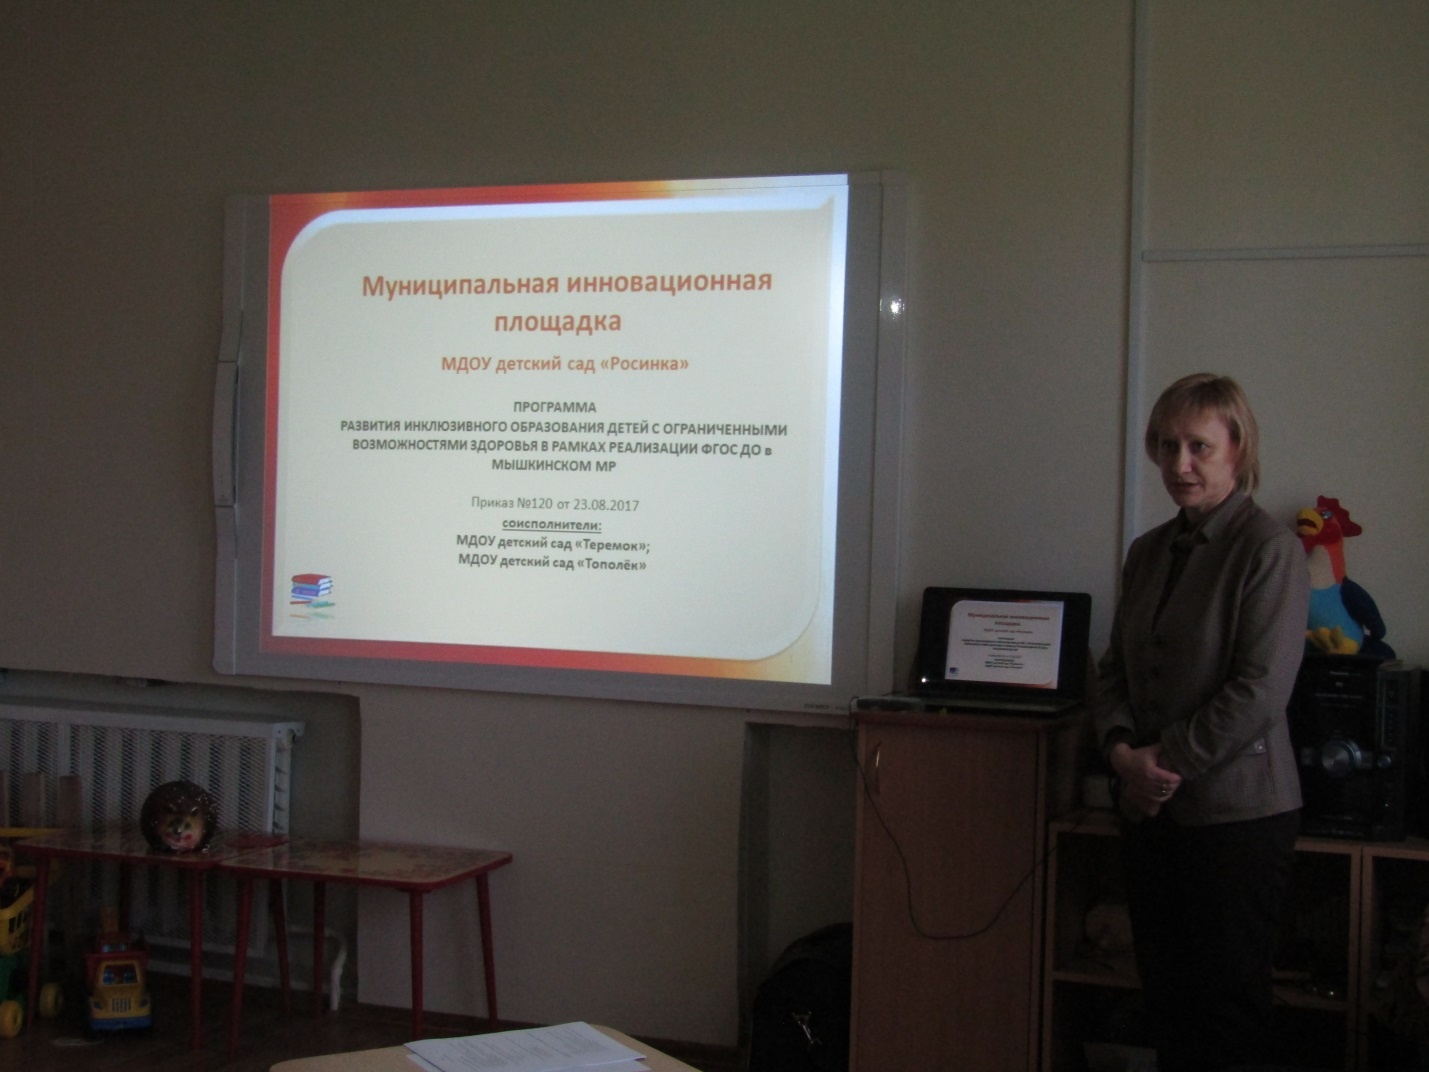 Муниципальная инновационная
площадка
МДОУ детский сад «Росинка»
ПРОГРАММА
РАЗВИТИЯ ИНКЛЮЗИВНОГО ОБРАЗОВАНИЯ ДЕТЕЙ С ОГРАНИЧЕННЫМИ
ВОЗМОЖНОСТЯМИ ЗДОРОВЬЯ В РАМКАХ РЕАЛИЗАЦИИ ФГОС ДО в
МЫШКИНСКОМ МР
Приказ №120 от 23.08.2017
соисполнители:
МДОУ детский сад «Теремок»;
МДОУ детский сад «Тополёк»